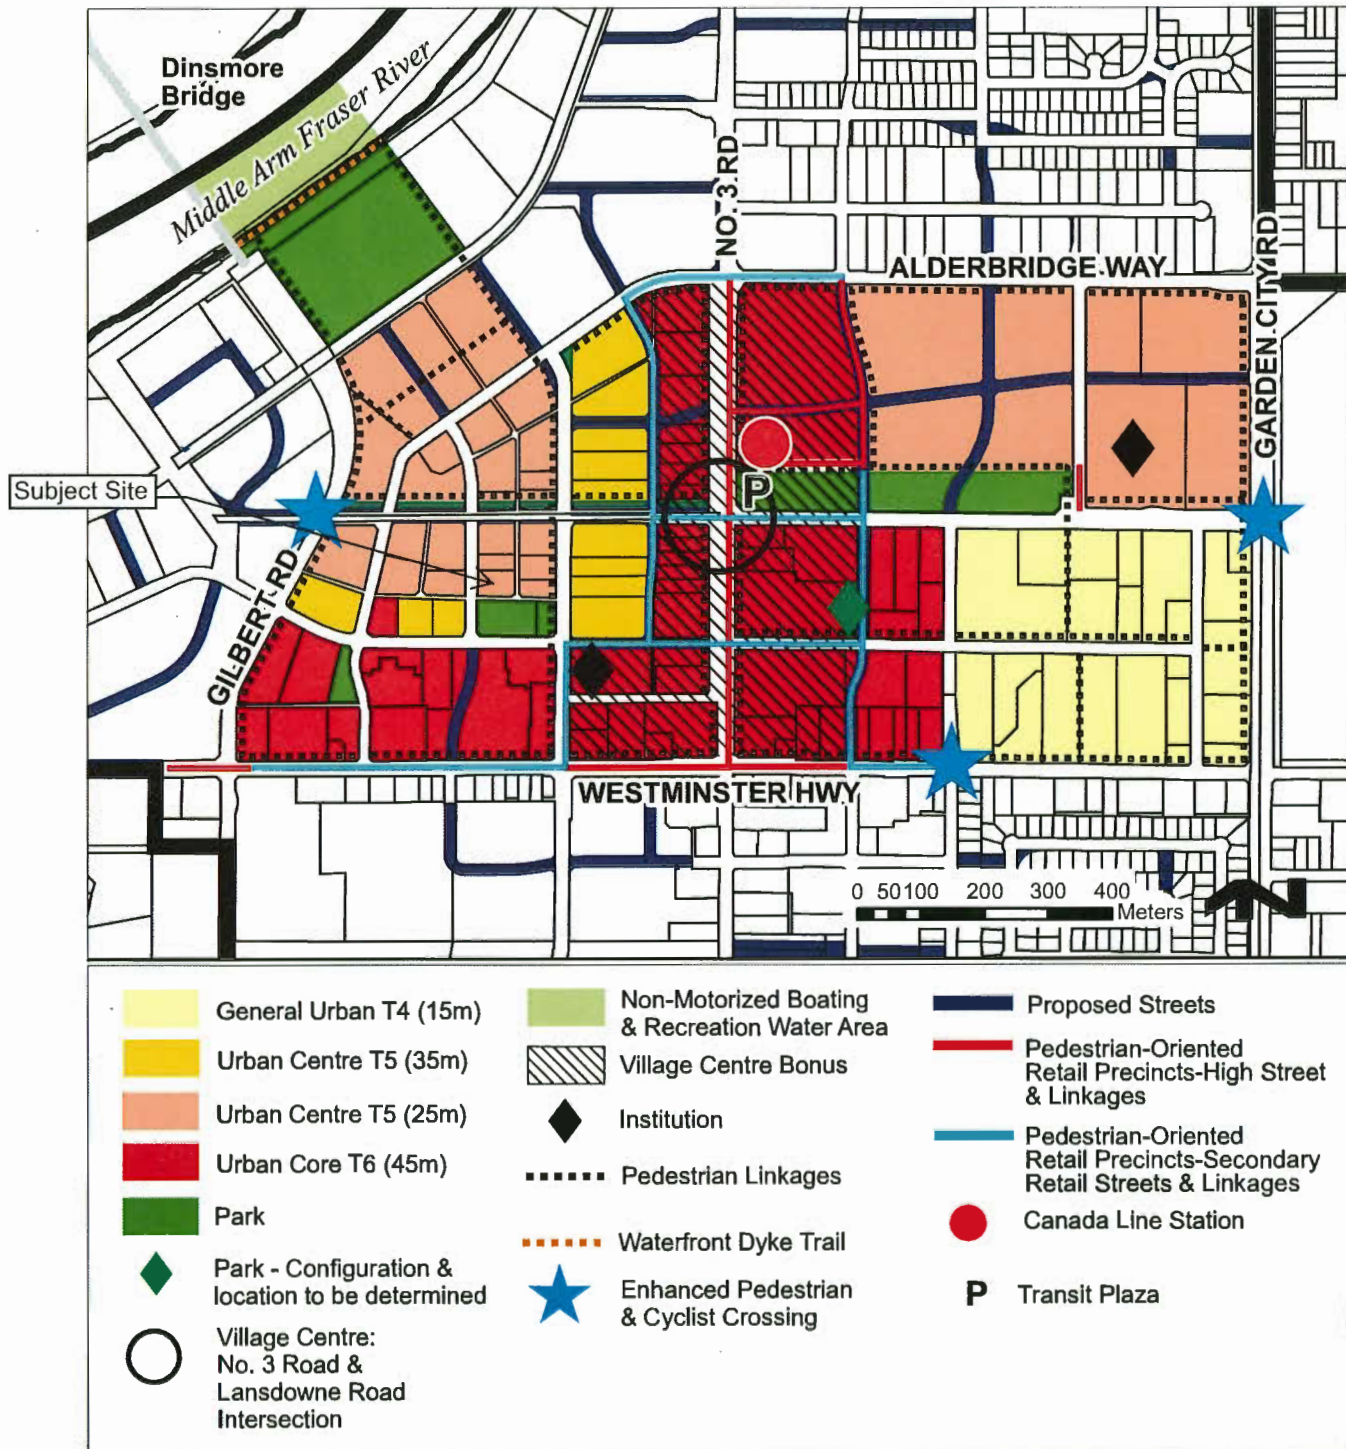 Dinsmore
Bridge
Middle Arm Fraser River
NO. 3 RD
ALDERBRIDGE WAY
GARDEN CITY RD
Subject Site
P
GILBERT RD
WESTMINSTER HWY
0 50 100 200 300 400
Meters
General Urban T4 (15m)
Urban Centre T5 (35m)
Urban Centre T5 (25m)
Urban Core T6 (45m)
Park
Park - Configuration &
location to be determined
Village Centre:
No. 3 Road &
Lansdowne Road
Intersection
Non-Motorized Boating
& Recreation Water Area
Village Centre Bonus
Institution
Pedestrian Linkages
Waterfront Dyke Trail
Enhanced Pedestrian
& Cyclist Crossing
Proposed Streets
Pedestrian-Oriented
Retail Precincts-High Street
& Linkages
Pedestrian-Oriented
Retail Precincts-Secondary
Retail Streets & Linkages
Canada Line Station
P Transit Plaza